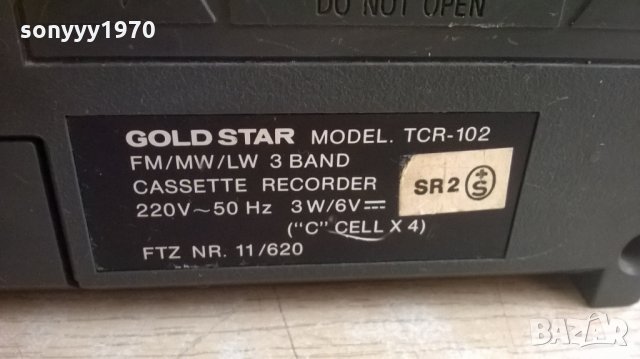 DO NOT OPEN
sonyyy1970
GOLD STAR MODEL. TCR-102
FM/MW/LW 3 BAND
CASSETTE RECORDER
SR2 +S
220V~50 Hz 3W/6V⎓
("C" CELL X 4)
FTZ NR. 11/620
BAZAR